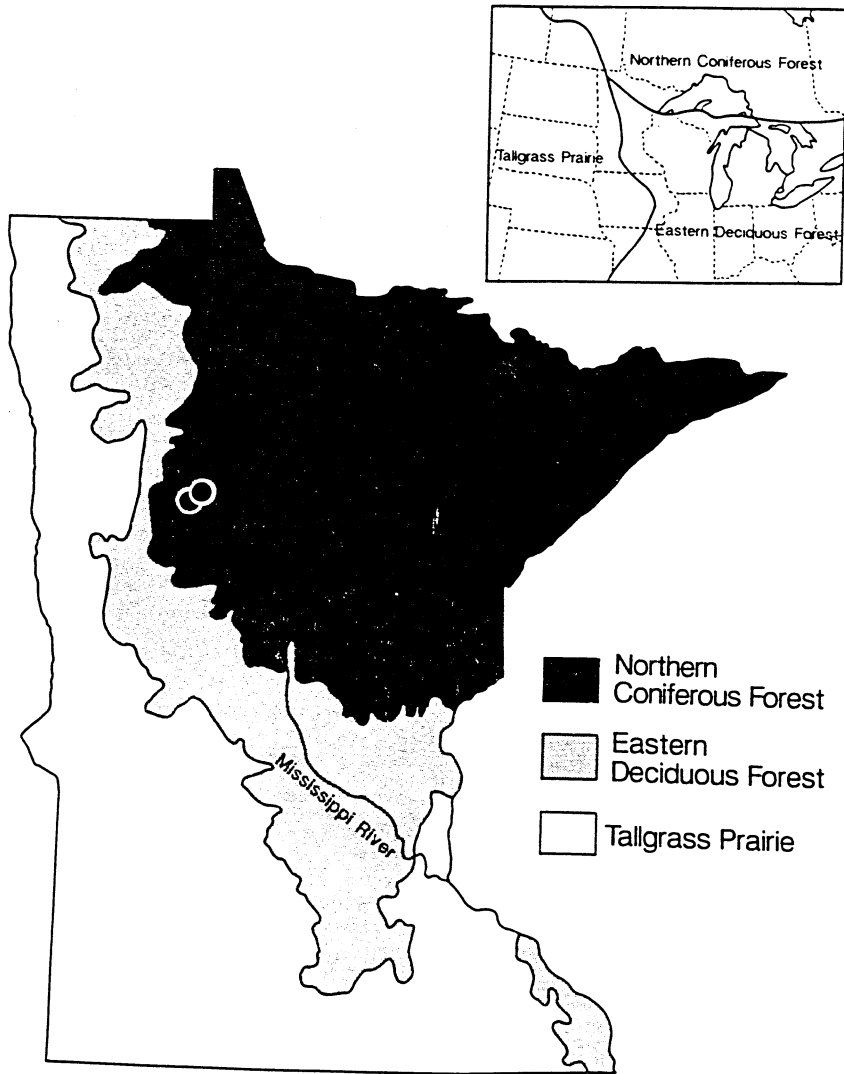 Northern Coniferous Forest
Tallgrass Prairie
Eastern Deciduous Forest
Northern
Coniferous Forest
Eastern
Deciduous Forest
Tallgrass Prairie
Mississippi River